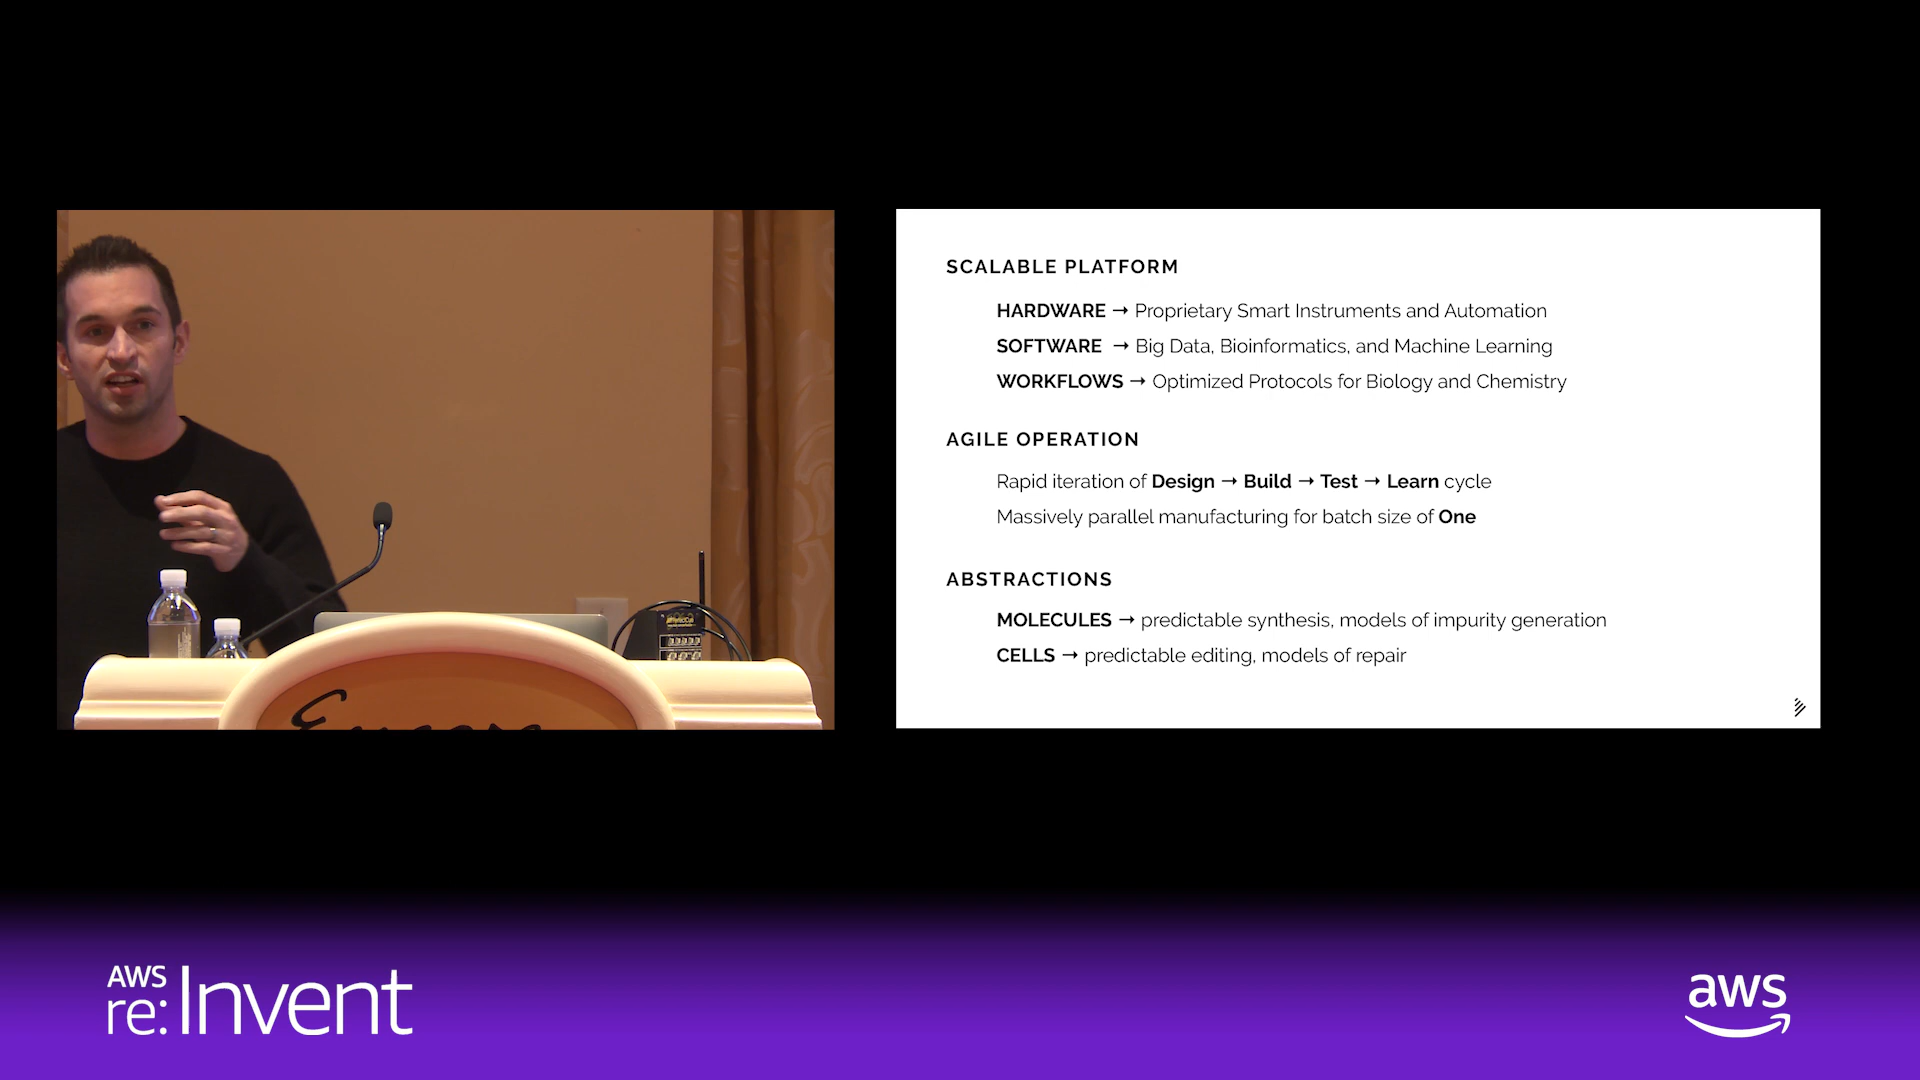 SCALABLE PLATFORM
HARDWARE → Proprietary Smart Instruments and Automation
SOFTWARE → Big Data, Bioinformatics, and Machine Learning
WORKFLOWS → Optimized Protocols for Biology and Chemistry
AGILE OPERATION
Rapid iteration of Design → Build → Test → Learn cycle
Massively parallel manufacturing for batch size of One
ABSTRACTIONS
MOLECULES → predictable synthesis, models of impurity generation
CELLS → predictable editing, models of repair
AWS
re:Invent
aws